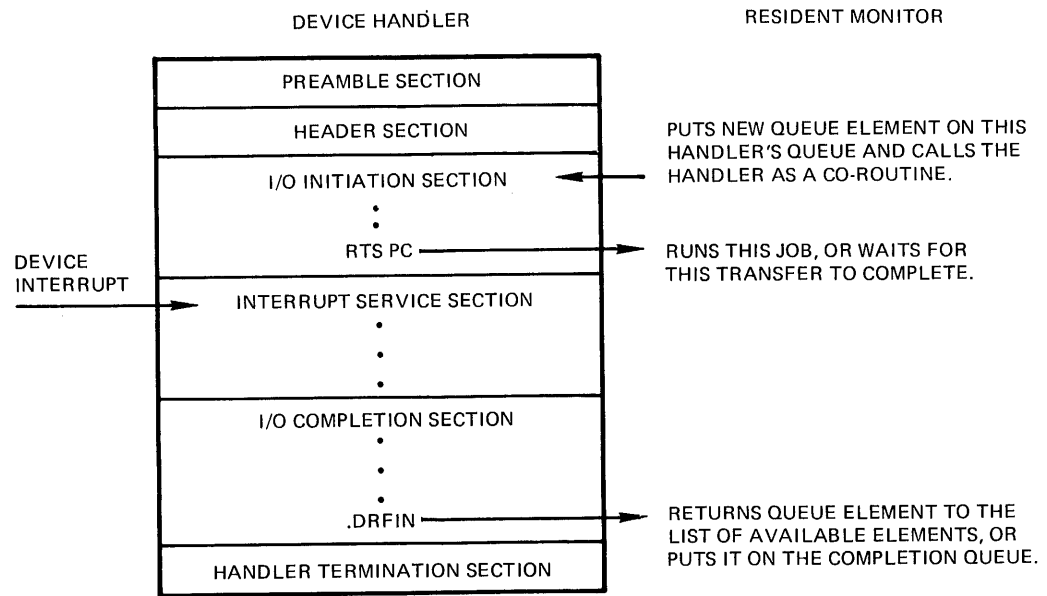 DEVICE HANDLER
RESIDENT MONITOR
PREAMBLE SECTION
HEADER SECTION
PUTS NEW QUEUE ELEMENT ON THIS
HANDLER'S QUEUE AND CALLS THE
HANDLER AS A CO-ROUTINE.
I/O INITIATION SECTION
RTS PC
RUNS THIS JOB, OR WAITS FOR
THIS TRANSFER TO COMPLETE.
DEVICE
INTERRUPT
INTERRUPT SERVICE SECTION
I/O COMPLETION SECTION
.DRFIN
RETURNS QUEUE ELEMENT TO THE
LIST OF AVAILABLE ELEMENTS, OR
PUTS IT ON THE COMPLETION QUEUE.
HANDLER TERMINATION SECTION